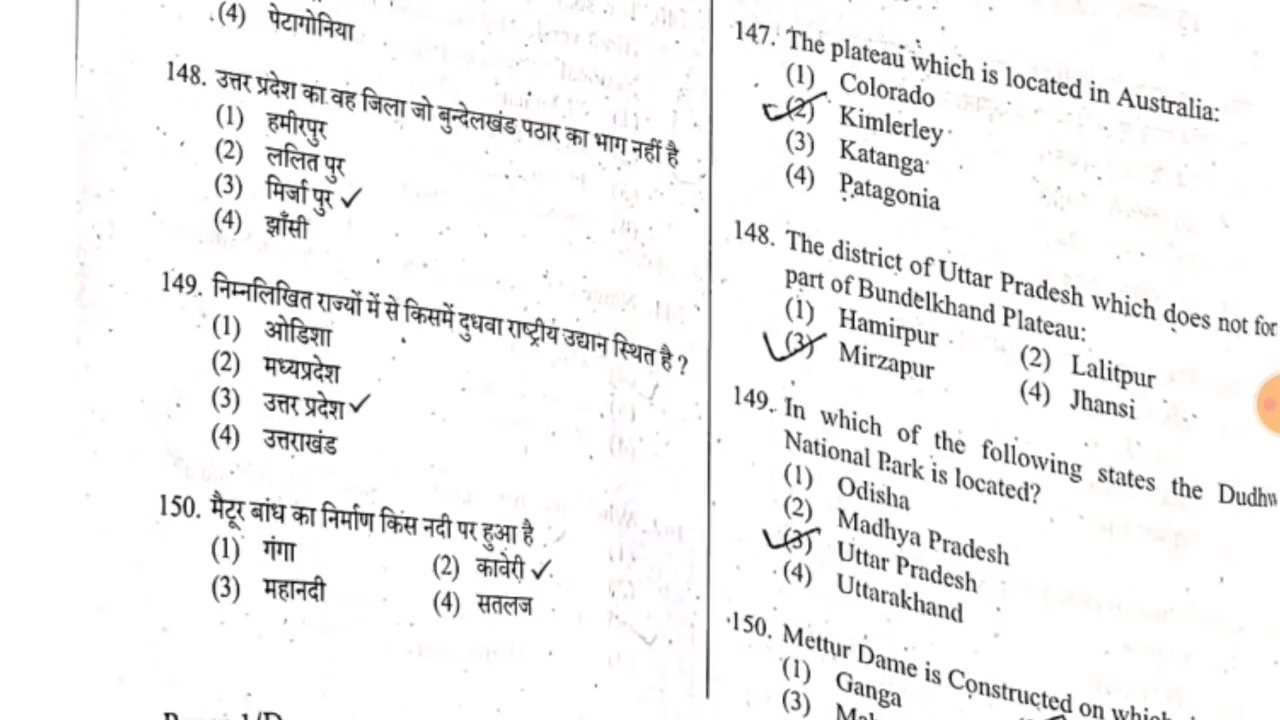 .(4) पेटागोनिया
148. उत्तर प्रदेश का वह जिला जो बुन्देलखंड पठार का भाग नहीं है
(1) हमीरपुर
(2) ललित पुर
(3) मिर्जा पुर ✓
(4) झाँसी
149. निम्नलिखित राज्यों में से किसमें दुधवा राष्ट्रीय उद्यान स्थित है ?
(1) ओडिशा
(2) मध्यप्रदेश
(3) उत्तर प्रदेश ✓
(4) उत्तराखंड
150. मैटूर बांध का निर्माण किस नदी पर हुआ है
(1) गंगा (2) कावेरी ✓
(3) महानदी (4) सतलज
147. The plateau which is located in Australia:
(1) Colorado
(2) Kimlerley
(3) Katanga
(4) Patagonia
148. The district of Uttar Pradesh which does not for
part of Bundelkhand Plateau:
(1) Hamirpur (2) Lalitpur
(3) Mirzapur (4) Jhansi
149. In which of the following states the Dudhw
National Park is located?
(1) Odisha
(2) Madhya Pradesh
(3) Uttar Pradesh
(4) Uttarakhand
150. Mettur Dame is Constructed on which
(1) Ganga
(3)